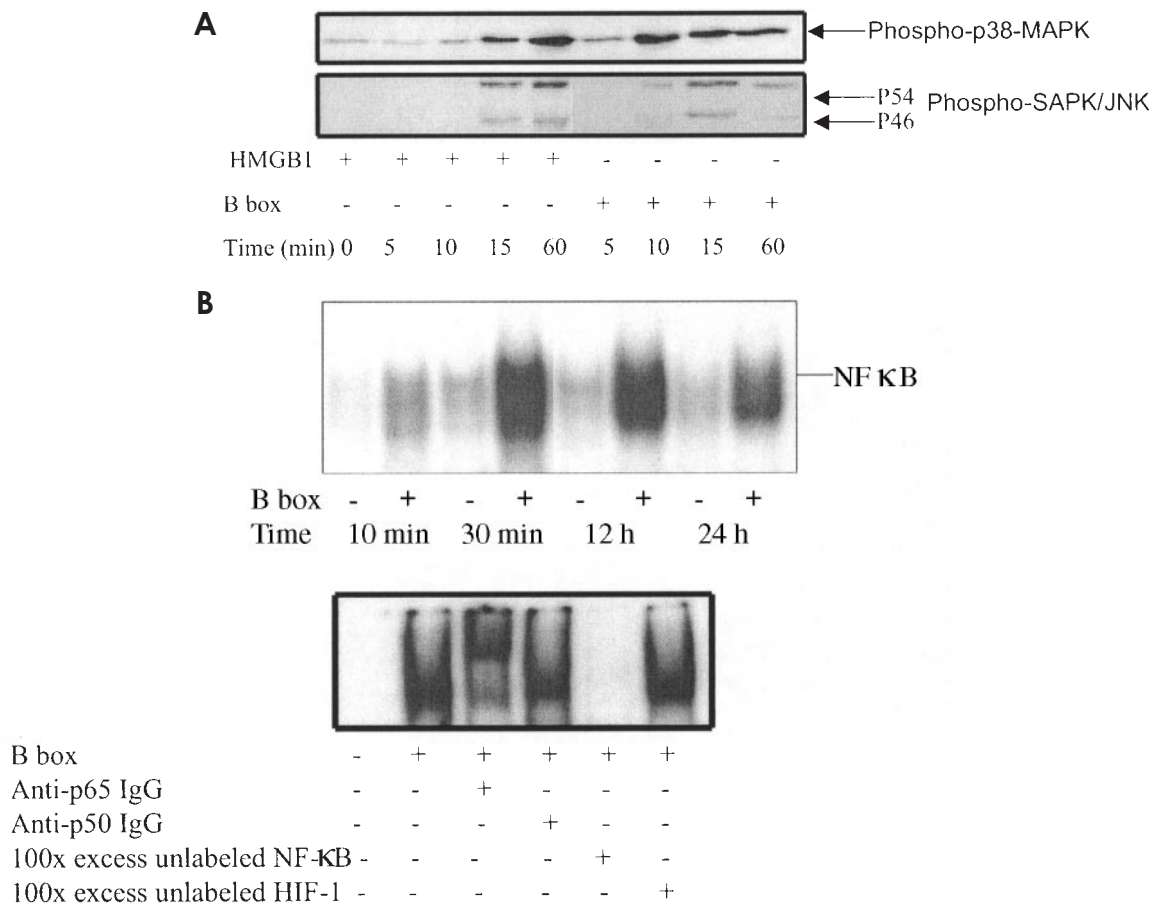 A
Phospho-p38-MAPK
P54 Phospho-SAPK/JNK
P46
HMGB1 + + + + + - - - -
B box - - - - - + + + +
Time (min) 0 5 10 15 60 5 10 15 60
B
NF κB
B box - + - + - + - +
Time 10 min 30 min 12 h 24 h
B box - + + + + +
Anti-p65 IgG - - + - - -
Anti-p50 IgG - - - + - -
100x excess unlabeled NF-κB - - - - + -
100x excess unlabeled HIF-1 - - - - - +